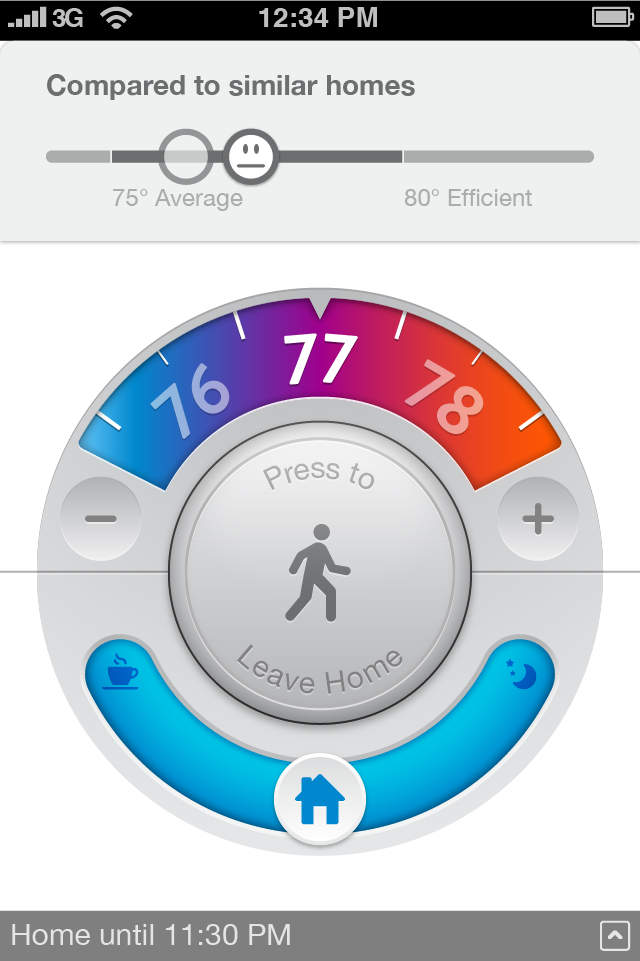 3G 12:34 PM
Compared to similar homes
75° Average 80° Efficient
76 77 78
Press to
Leave Home
Home until 11:30 PM